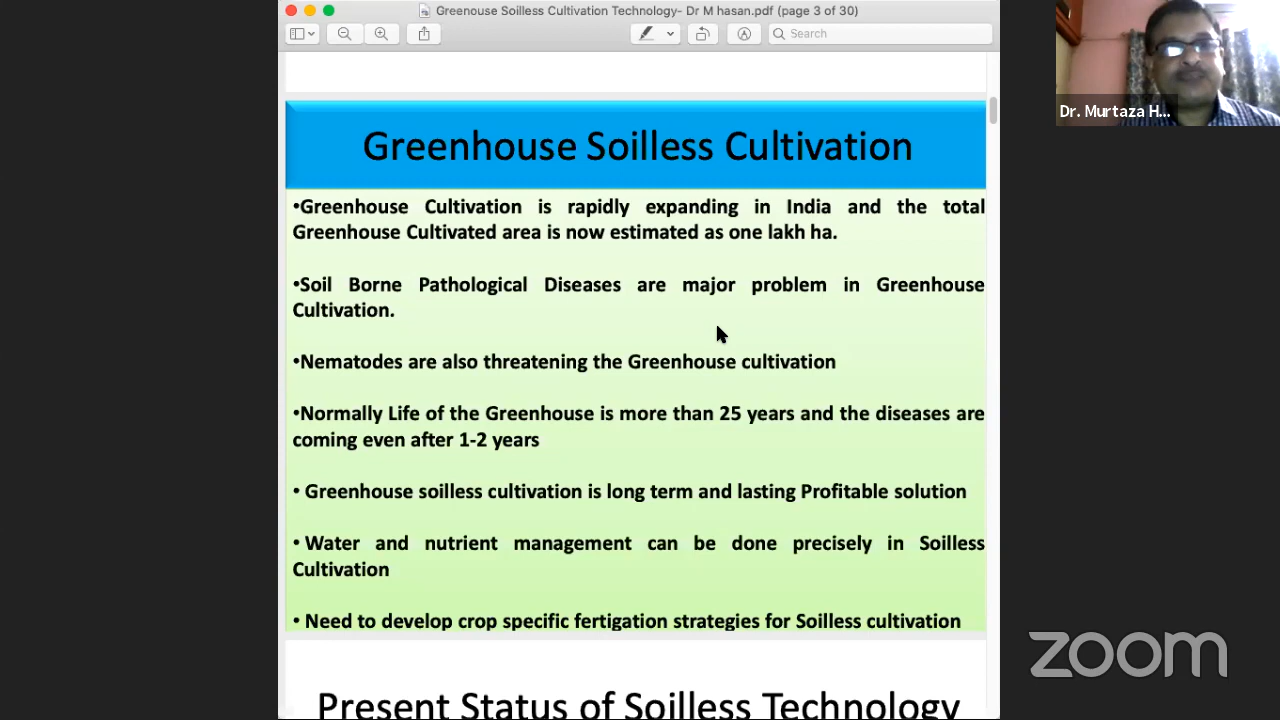 Greenhouse Soilless Cultivation Technology- Dr M hasan.pdf (page 3 of 30)
Search
Dr. Murtaza H...
Greenhouse Soilless Cultivation
•Greenhouse Cultivation is rapidly expanding in India and the total
Greenhouse Cultivated area is now estimated as one lakh ha.
•Soil Borne Pathological Diseases are major problem in Greenhouse
Cultivation.
•Nematodes are also threatening the Greenhouse cultivation
•Normally Life of the Greenhouse is more than 25 years and the diseases are
coming even after 1-2 years
• Greenhouse soilless cultivation is long term and lasting Profitable solution
• Water and nutrient management can be done precisely in Soilless
Cultivation
• Need to develop crop specific fertigation strategies for Soilless cultivation
Present Status of Soilless Technology
zoom